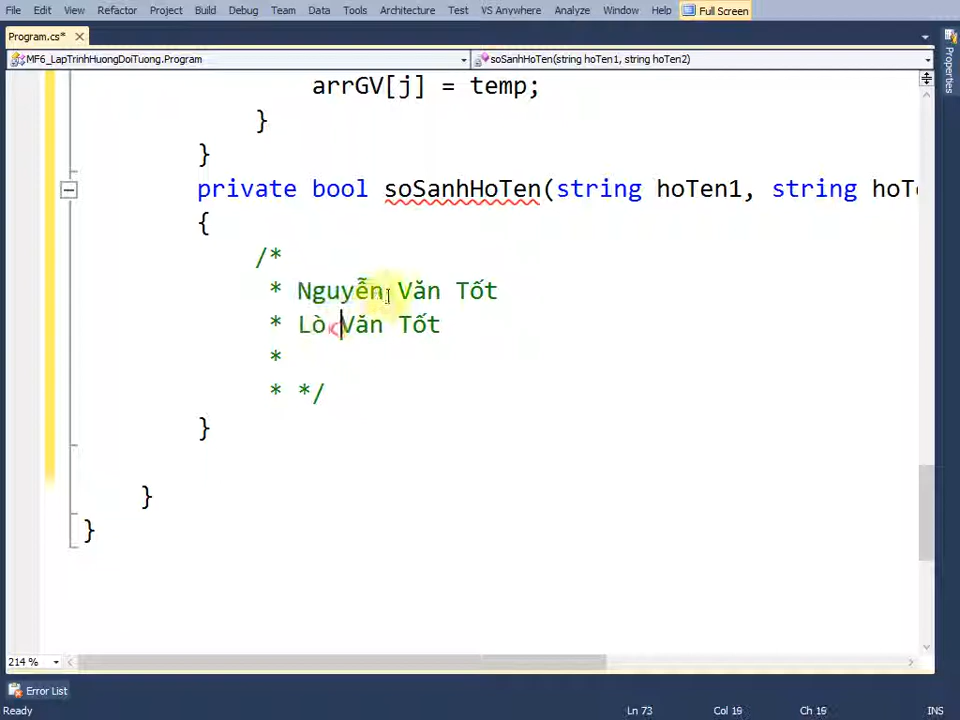 File Edit View Refactor Project Build Debug Team Data Tools Architecture Test VS Anywhere Analyze Window Help Full Screen
Program.cs*
MF6_LapTrinhHuongDoiTuong.Program soSanhHoTen(string hoTen1, string hoTen2)
Properties
arrGV[j] = temp;
}
}
private bool soSanhHoTen(string hoTen1, string hoTe
{
/*
* Nguyễn Văn Tốt
* Lò Văn Tốt
*
* */
}
}
}
214 %
Error List
Ready Ln 73 Col 19 Ch 19 INS